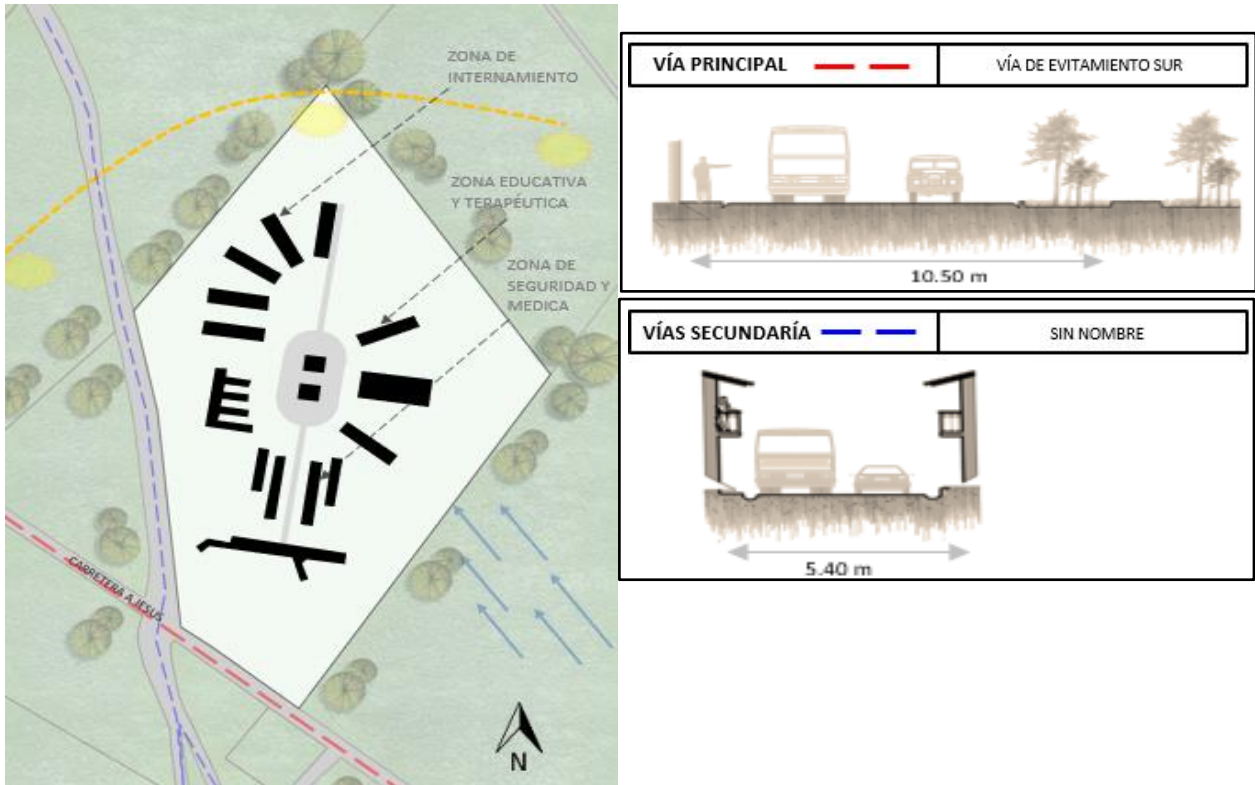 ZONA DE
INTERNAMIENTO
ZONA EDUCATIVA
Y TERAPÉUTICA
ZONA DE
SEGURIDAD Y
MEDICA
CARRETERA A JESUS
N
VÍA PRINCIPAL
VÍA DE EVITAMIENTO SUR
10.50 m
VÍAS SECUNDARÍA
SIN NOMBRE
5.40 m